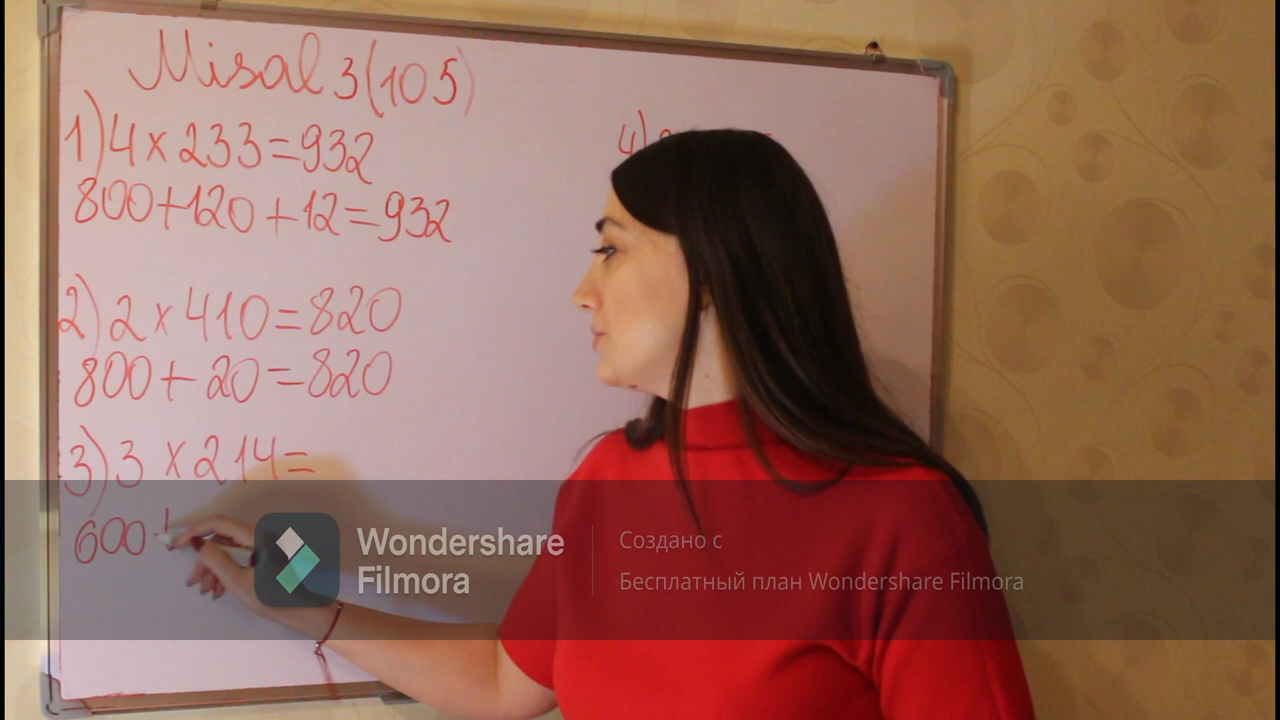 Misal 3(105)
1) 4 x 233 = 932
800 + 120 + 12 = 932
2) 2 x 410 = 820
800 + 20 = 820
3) 3 x 214 =
600 +
4)
Wondershare
Filmora
Создано с
Бесплатный план Wondershare Filmora